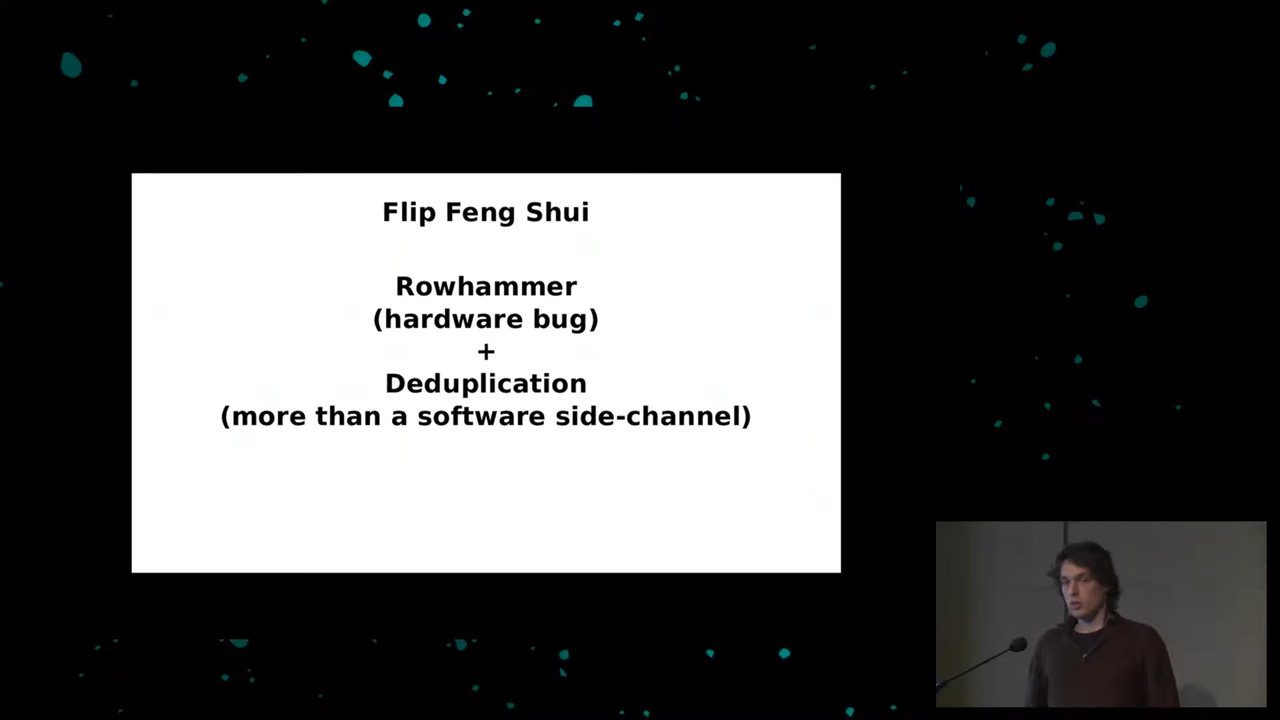 Flip Feng Shui
Rowhammer
(hardware bug)
+
Deduplication
(more than a software side-channel)